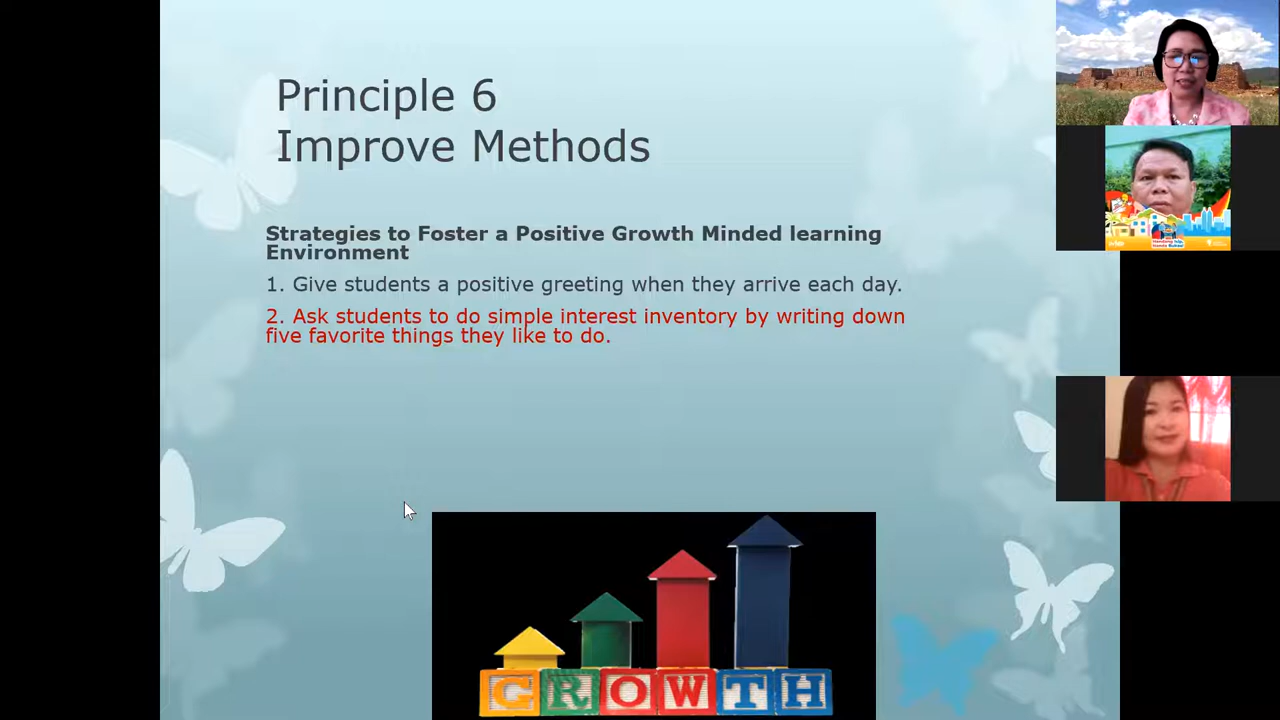 Principle 6
Improve Methods
Strategies to Foster a Positive Growth Minded learning
Environment
1. Give students a positive greeting when they arrive each day.
2. Ask students to do simple interest inventory by writing down
five favorite things they like to do.
GROWTH